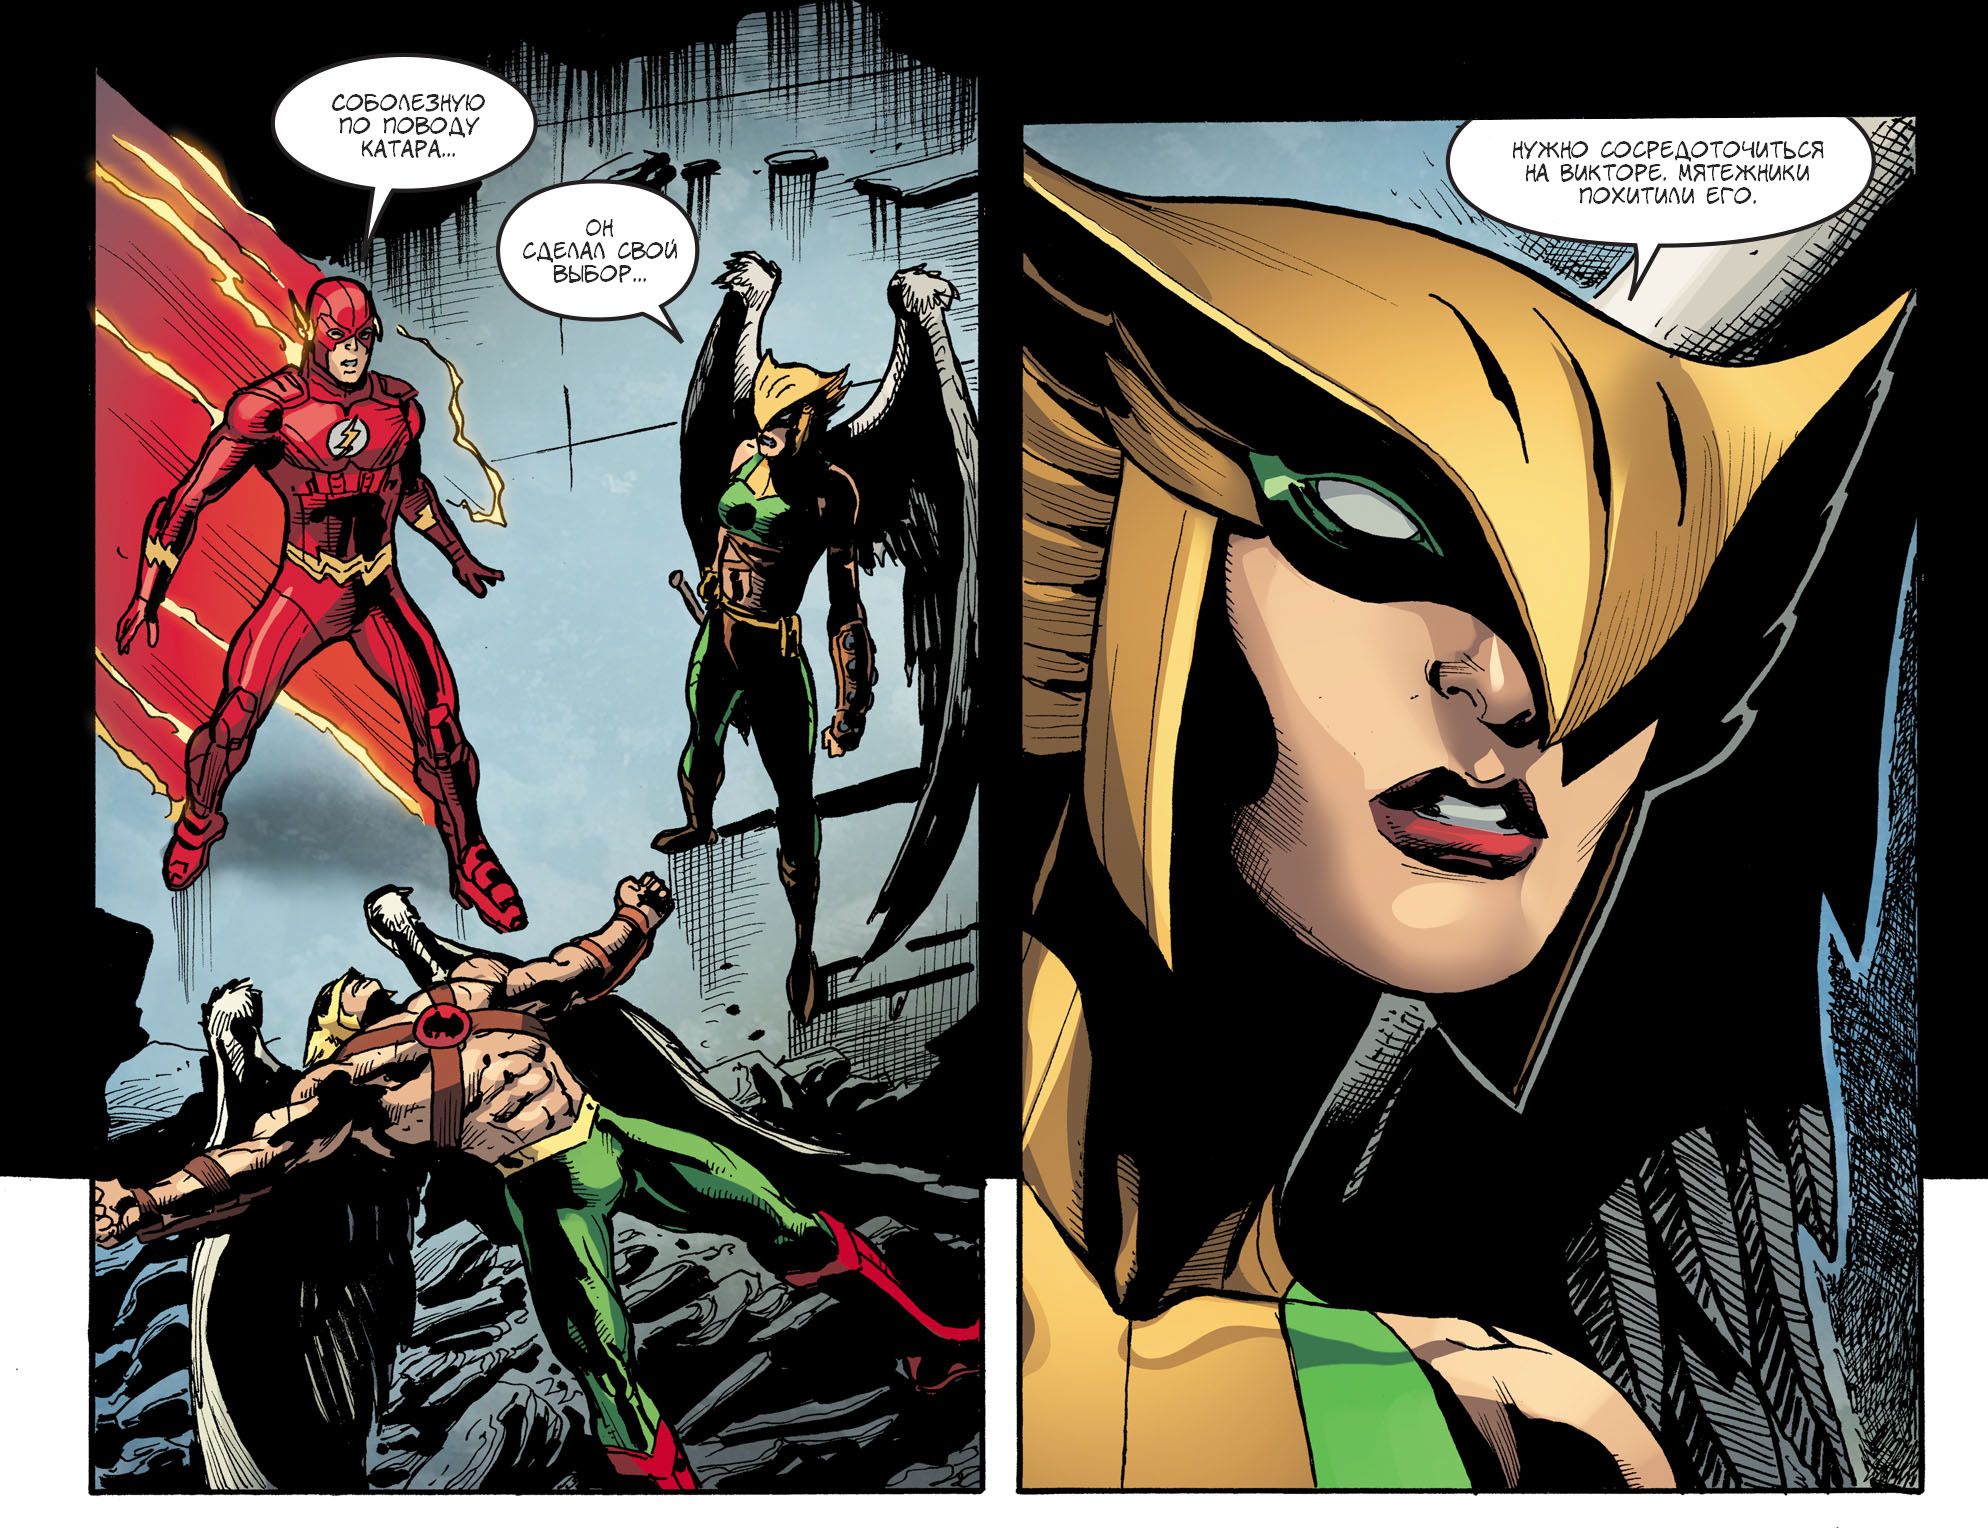 СОБОЛЕЗНУЮ
ПО ПОВОДУ
КАТАРА...
ОН
СДЕЛАЛ СВОЙ
ВЫБОР...
НУЖНО СОСРЕДОТОЧИТЬСЯ
НА ВИКТОРЕ. МЯТЕЖНИКИ
ПОХИТИЛИ ЕГО.